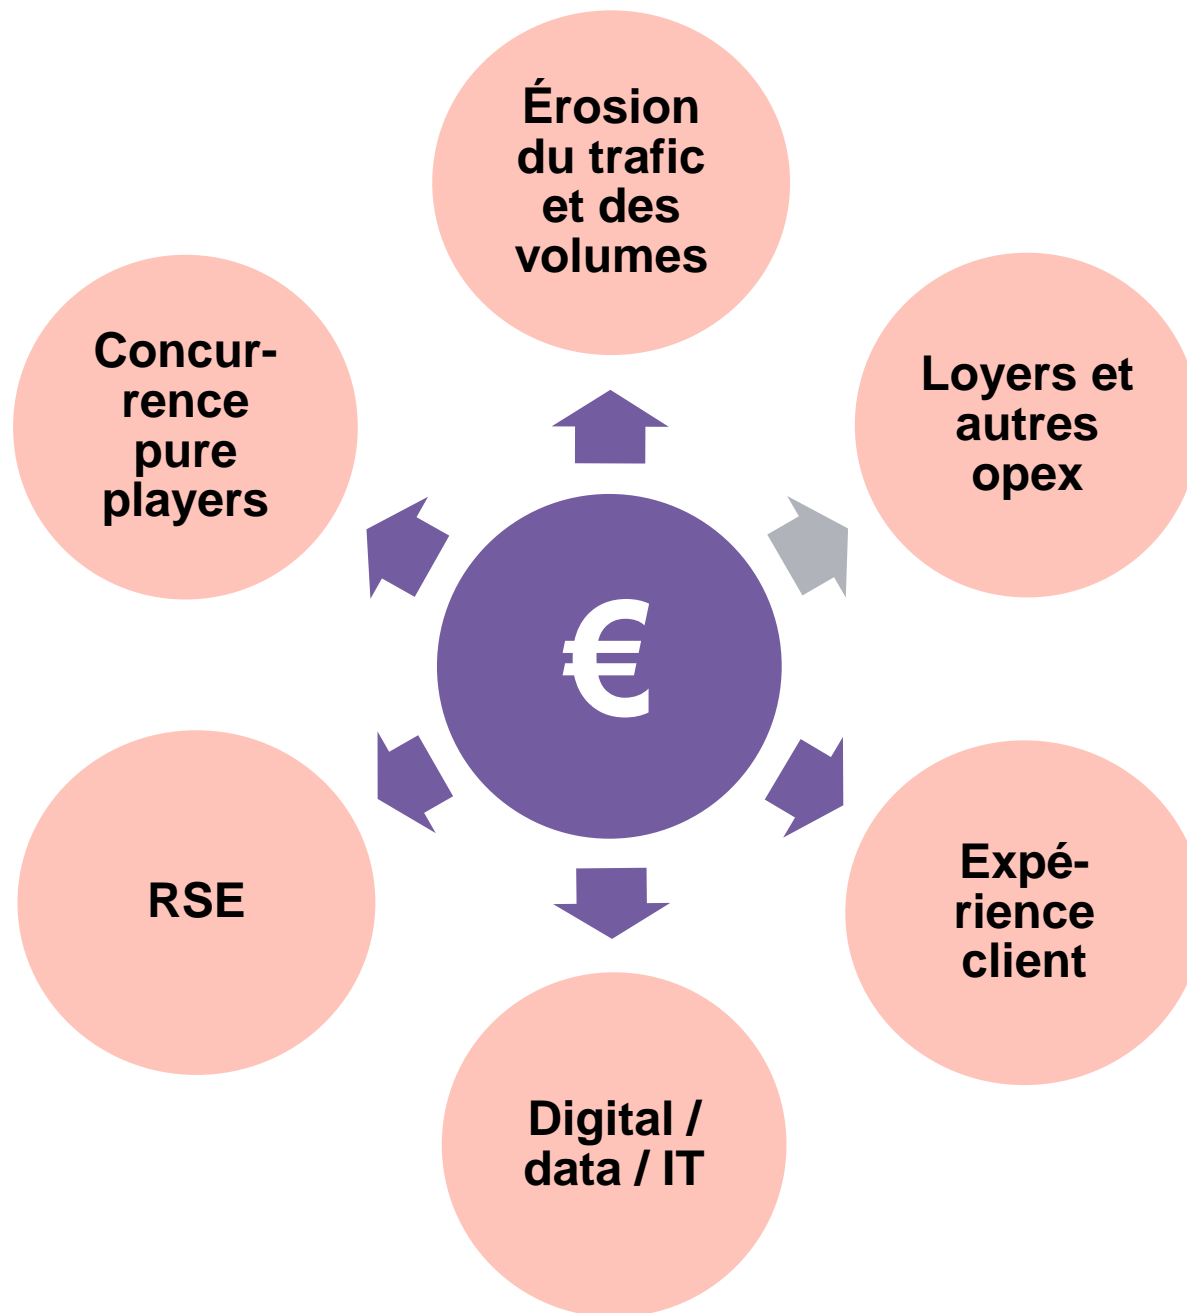 Érosion
du trafic
et des
volumes
Concur-
rence
pure
players
Loyers et
autres
opex
€
RSE
Expé-
rience
client
Digital /
data / IT